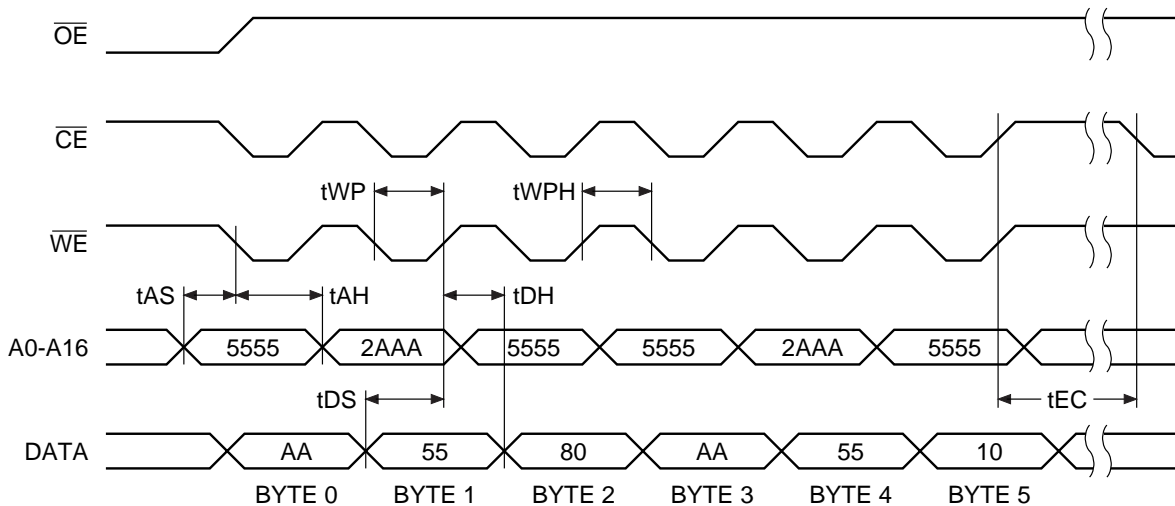 OE
CE
tWP tWPH
WE
tAS tAH tDH
A0-A16 5555 2AAA 5555 5555 2AAA 5555
tDS tEC
DATA AA 55 80 AA 55 10
BYTE 0 BYTE 1 BYTE 2 BYTE 3 BYTE 4 BYTE 5